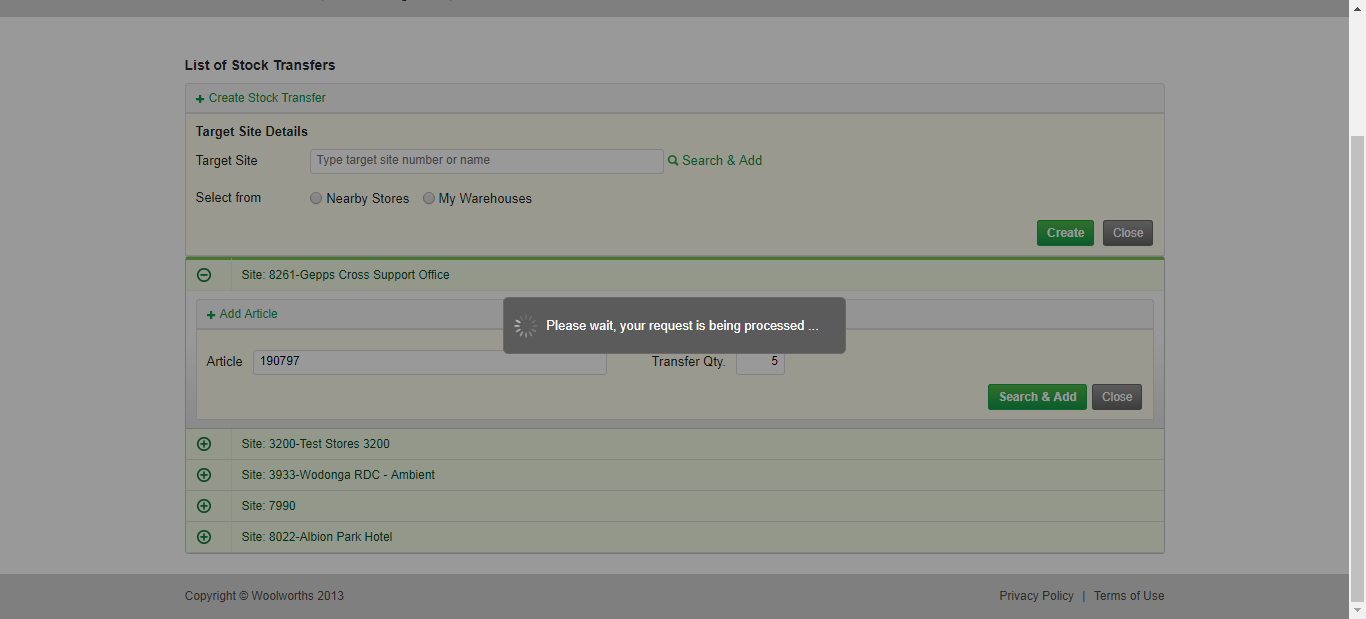 List of Stock Transfers
Create Stock Transfer
Target Site Details
Target Site Type target site number or name Search & Add
Select from Nearby Stores My Warehouses
Create Close
Site: 8261-Gepps Cross Support Office
Add Article
Please wait, your request is being processed ...
Article 190797 Transfer Qty. 5
Search & Add Close
Site: 3200-Test Stores 3200
Site: 3933-Wodonga RDC - Ambient
Site: 7990
Site: 8022-Albion Park Hotel
Copyright © Woolworths 2013 Privacy Policy | Terms of Use